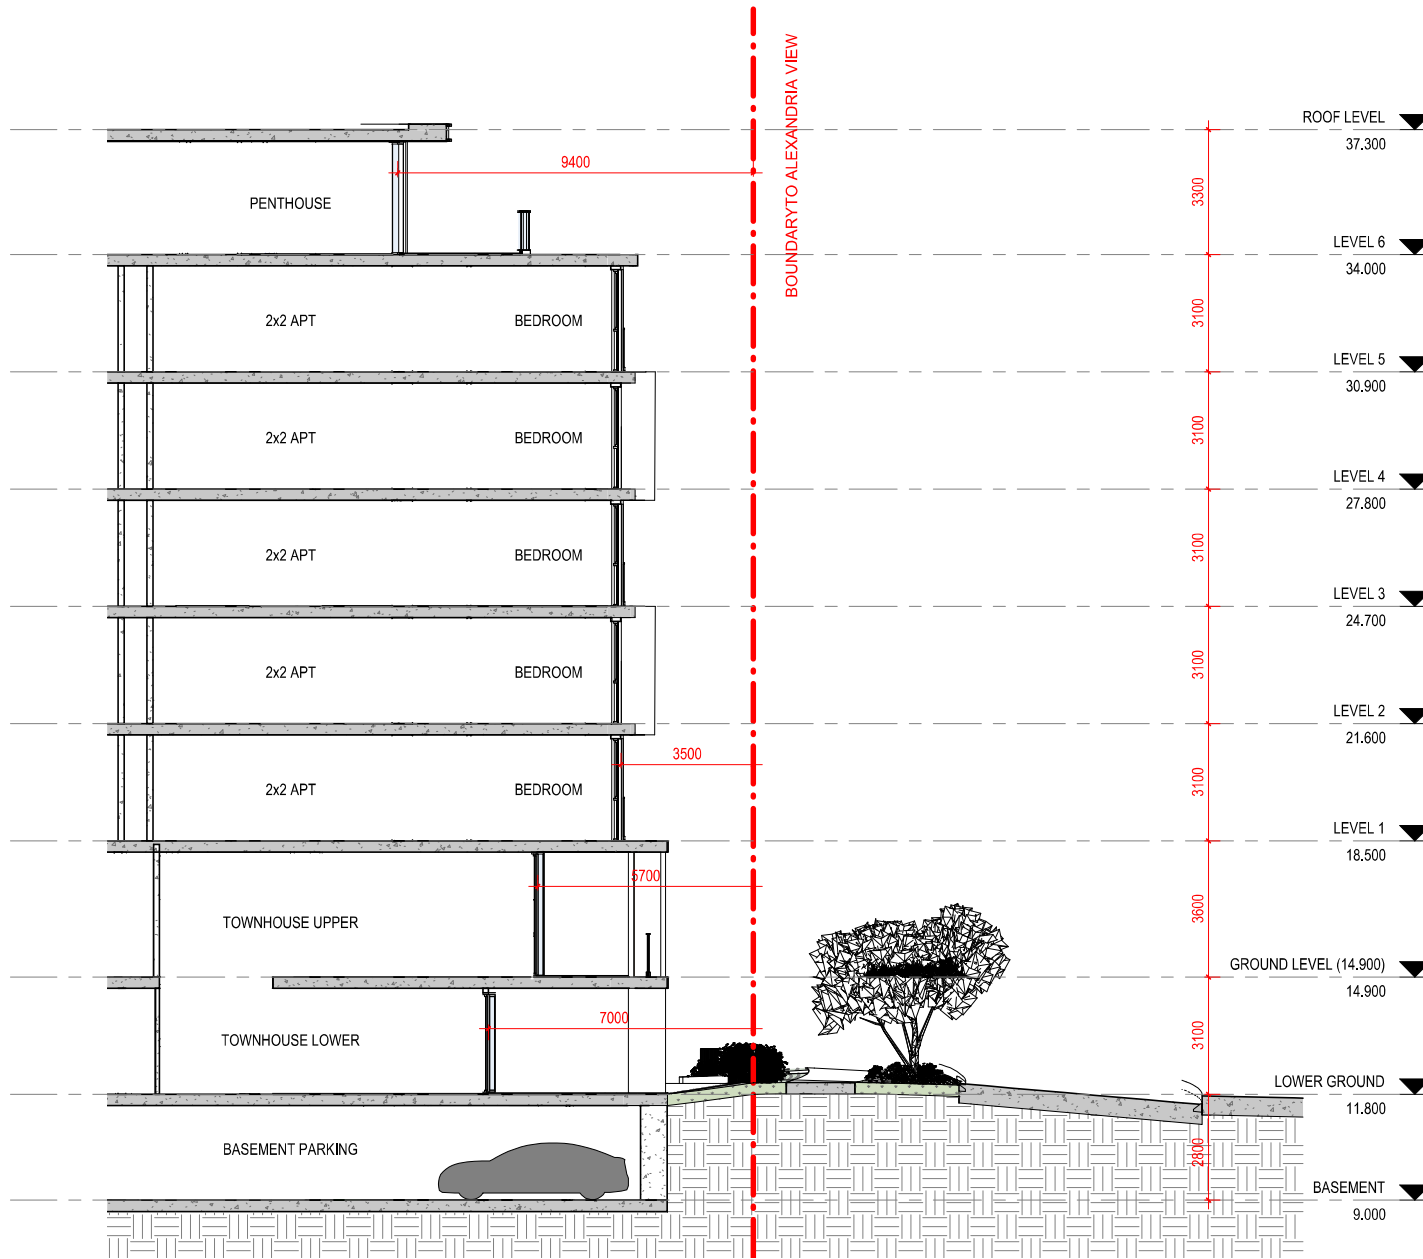 BOUNDARYTO ALEXANDRIA VIEW
ROOF LEVEL
37.300
9400
3300
PENTHOUSE
LEVEL 6
34.000
2x2 APT BEDROOM
3100
LEVEL 5
30.900
2x2 APT BEDROOM
3100
LEVEL 4
27.800
2x2 APT BEDROOM
3100
LEVEL 3
24.700
2x2 APT BEDROOM
3100
LEVEL 2
21.600
3500
2x2 APT BEDROOM
3100
LEVEL 1
18.500
5700
3600
TOWNHOUSE UPPER
GROUND LEVEL (14.900)
14.900
7000
TOWNHOUSE LOWER
3100
LOWER GROUND
11.800
BASEMENT PARKING
2800
BASEMENT
9.000